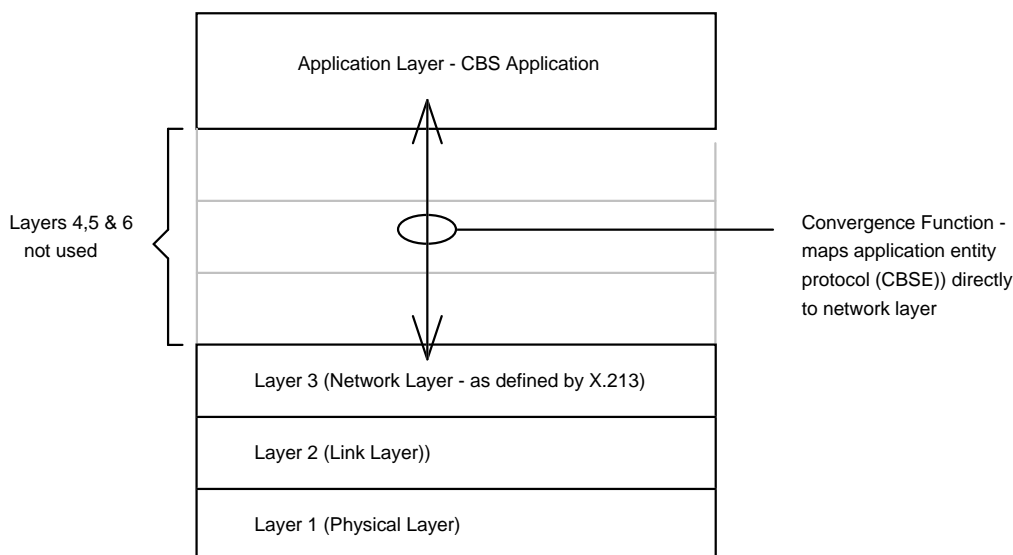 Application Layer - CBS Application
Layers 4,5 & 6
not used
Convergence Function -
maps application entity
protocol (CBSE)) directly
to network layer
Layer 3 (Network Layer - as defined by X.213)
Layer 2 (Link Layer))
Layer 1 (Physical Layer)